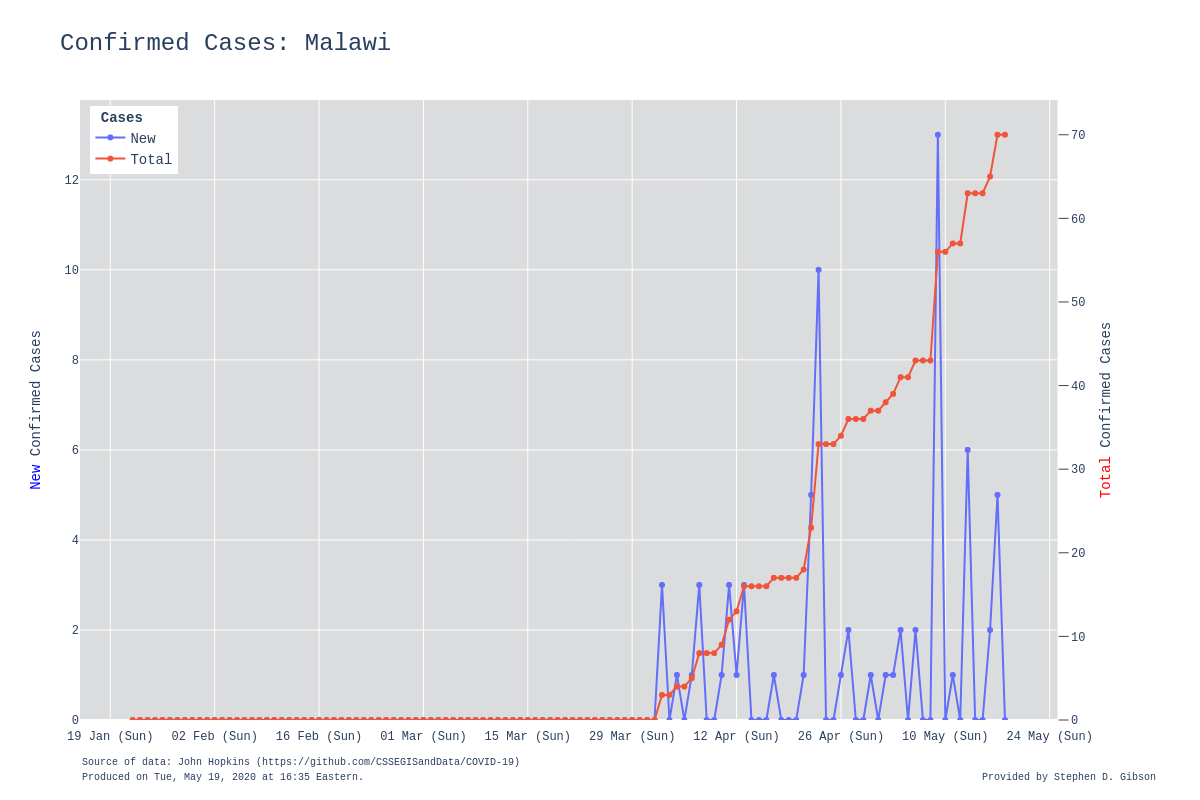 Confirmed Cases: Malawi
Cases
New
Total
12
10
8
6
4
2
0
70
60
50
40
30
20
10
0
New Confirmed Cases
Total Confirmed Cases
19 Jan (Sun) 02 Feb (Sun) 16 Feb (Sun) 01 Mar (Sun) 15 Mar (Sun) 29 Mar (Sun) 12 Apr (Sun) 26 Apr (Sun) 10 May (Sun) 24 May (Sun)
Source of data: John Hopkins (https://github.com/CSSEGISandData/COVID-19)
Produced on Tue, May 19, 2020 at 16:35 Eastern.
Provided by Stephen D. Gibson